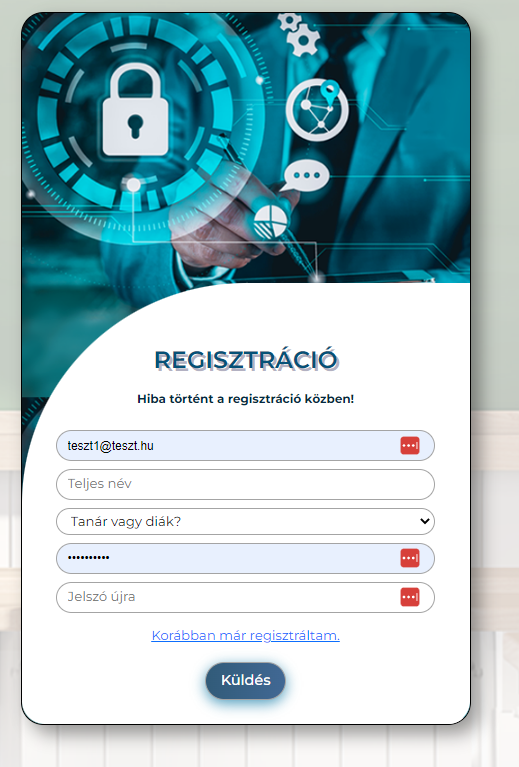 REGISZTRÁCIÓ
Hiba történt a regisztráció közben!
teszt1@teszt.hu
Teljes név
Tanár vagy diák?
••••••••••
Jelszó újra
Korábban már regisztráltam.
Küldés